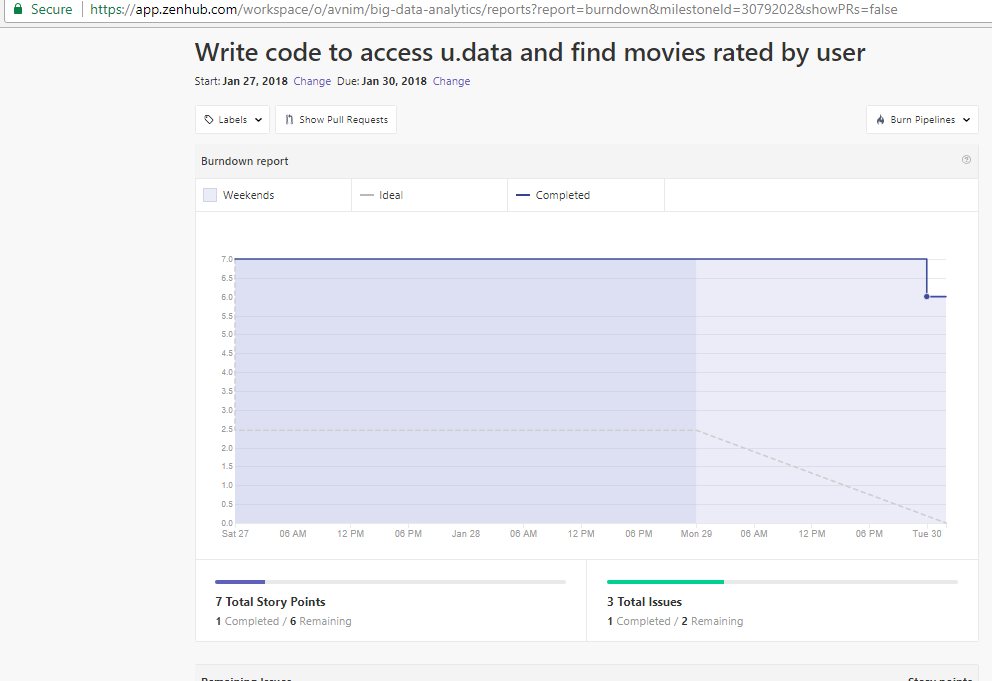 Secure | https://app.zenhub.com/workspace/o/avnim/big-data-analytics/reports?report=burndown&milestoneId=3079202&showPRs=false
Write code to access u.data and find movies rated by user
Start: Jan 27, 2018 Change Due: Jan 30, 2018 Change
Labels Show Pull Requests Burn Pipelines
Burndown report
Weekends Ideal Completed
7.0
6.5
6.0
5.5
5.0
4.5
4.0
3.5
3.0
2.5
2.0
1.5
1.0
0.5
0.0
Sat 27 06 AM 12 PM 06 PM Jan 28 06 AM 12 PM 06 PM Mon 29 06 AM 12 PM 06 PM Tue 30
7 Total Story Points 3 Total Issues
1 Completed / 6 Remaining 1 Completed / 2 Remaining
Remaining Issues Story points